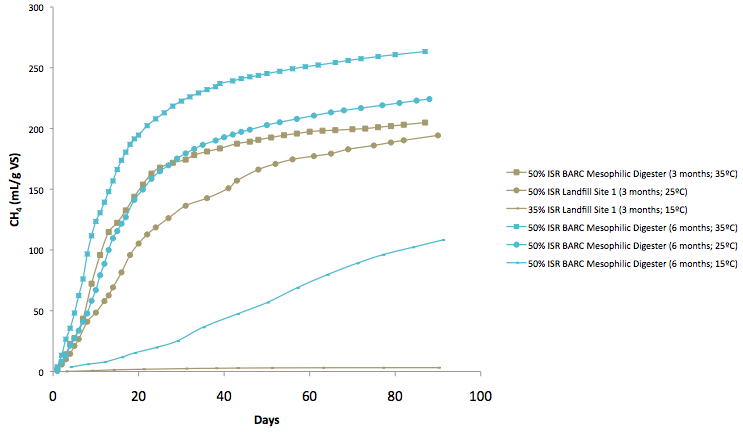 300
250
200
150
100
50
0
CH4 (mL/g VS)
0 20 40 60 80 100
Days
50% ISR BARC Mesophilic Digester (3 months; 35ºC)
50% ISR Landfill Site 1 (3 months; 25ºC)
35% ISR Landfill Site 1 (3 months; 15ºC)
50% ISR BARC Mesophilic Digester (6 months; 35ºC)
50% ISR BARC Mesophilic Digester (6 months; 25ºC)
50% ISR BARC Mesophilic Digester (6 months; 15ºC)